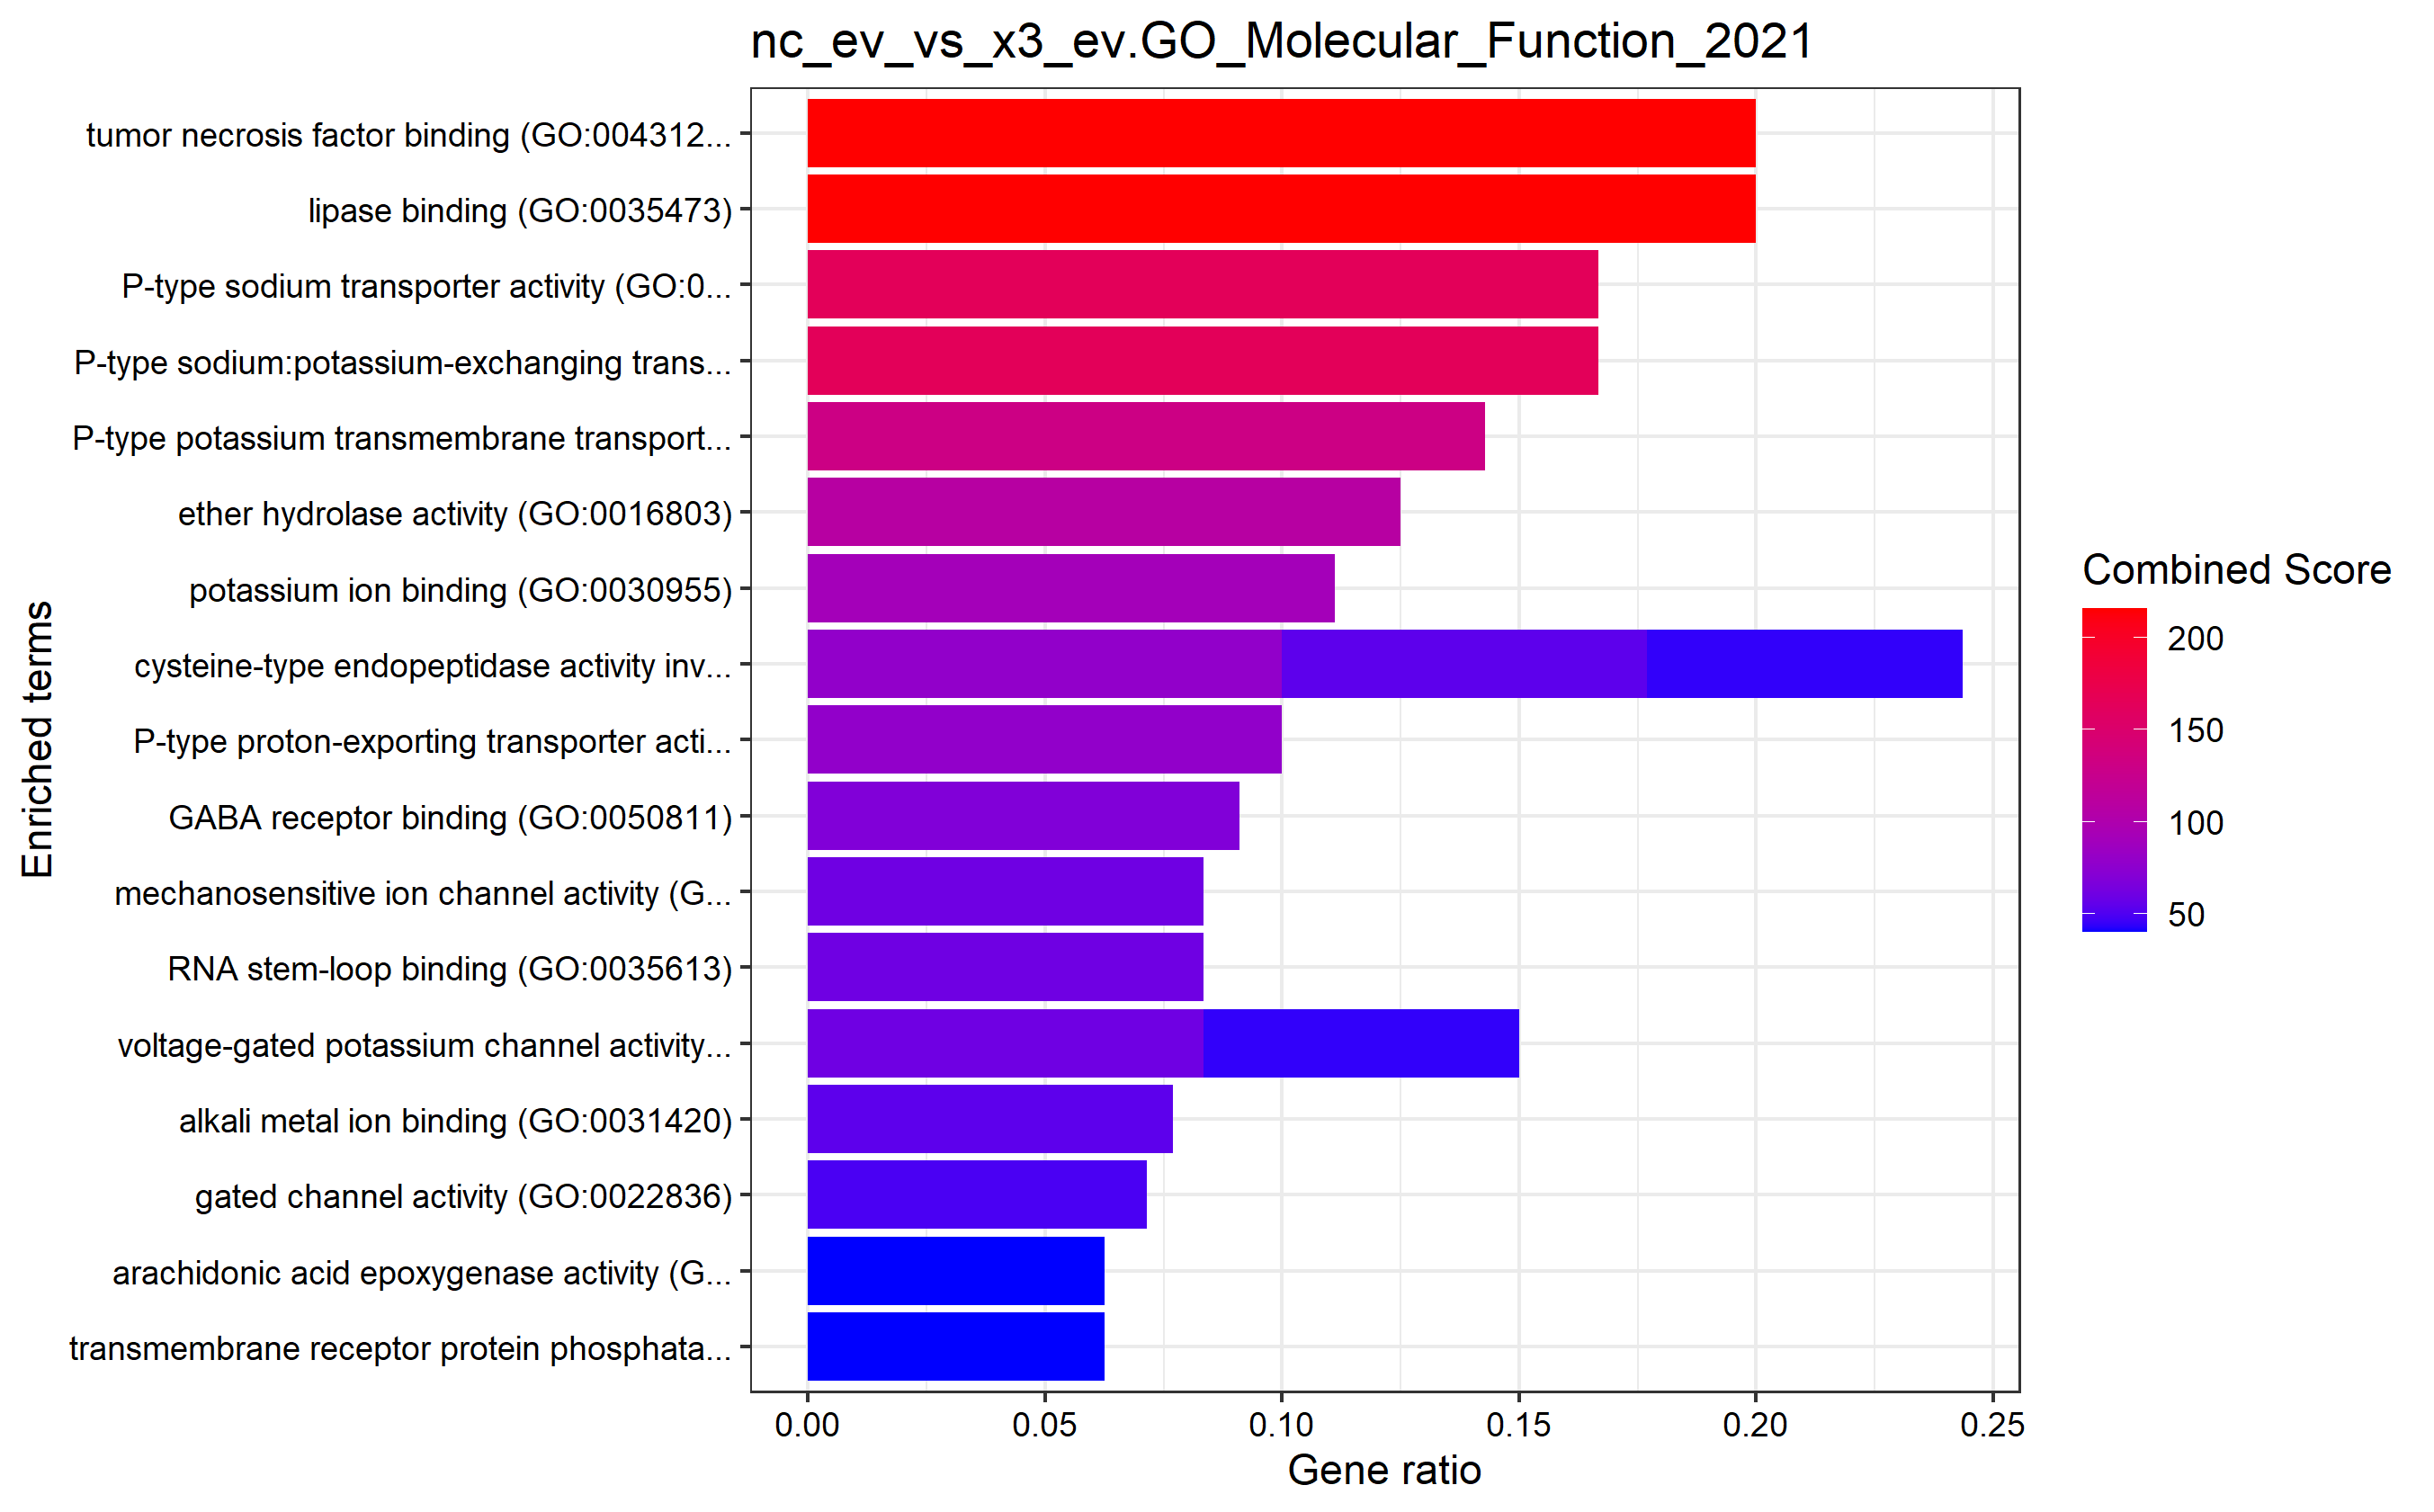 nc_ev_vs_x3_ev.GO_Molecular_Function_2021
tumor necrosis factor binding (GO:004312...
lipase binding (GO:0035473)
P-type sodium transporter activity (GO:0...
P-type sodium:potassium-exchanging trans...
P-type potassium transmembrane transport...
ether hydrolase activity (GO:0016803)
potassium ion binding (GO:0030955)
cysteine-type endopeptidase activity inv...
P-type proton-exporting transporter acti...
GABA receptor binding (GO:0050811)
mechanosensitive ion channel activity (G...
RNA stem-loop binding (GO:0035613)
voltage-gated potassium channel activity...
alkali metal ion binding (GO:0031420)
gated channel activity (GO:0022836)
arachidonic acid epoxygenase activity (G...
transmembrane receptor protein phosphata...
Enriched terms
0.00 0.05 0.10 0.15 0.20 0.25
Gene ratio
Combined Score
200
150
100
50